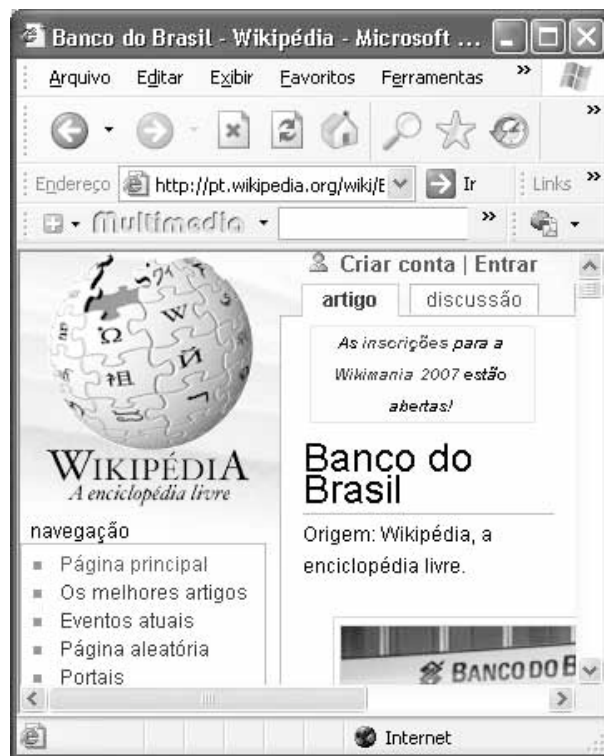 Banco do Brasil - Wikipédia - Microsoft ...
Arquivo Editar Exibir Favoritos Ferramentas »
»
Endereço http://pt.wikipedia.org/wiki/E Ir Links »
Multimedia »
Criar conta | Entrar
artigo discussão
As inscrições para a
Wikimania 2007 estão
abertas!
WIKIPÉDIA
A enciclopédia livre
Banco do
Brasil
navegação
Origem: Wikipédia, a
enciclopédia livre.
Página principal
Os melhores artigos
Eventos atuais
Página aleatória
Portais
BANCO DO B
Internet